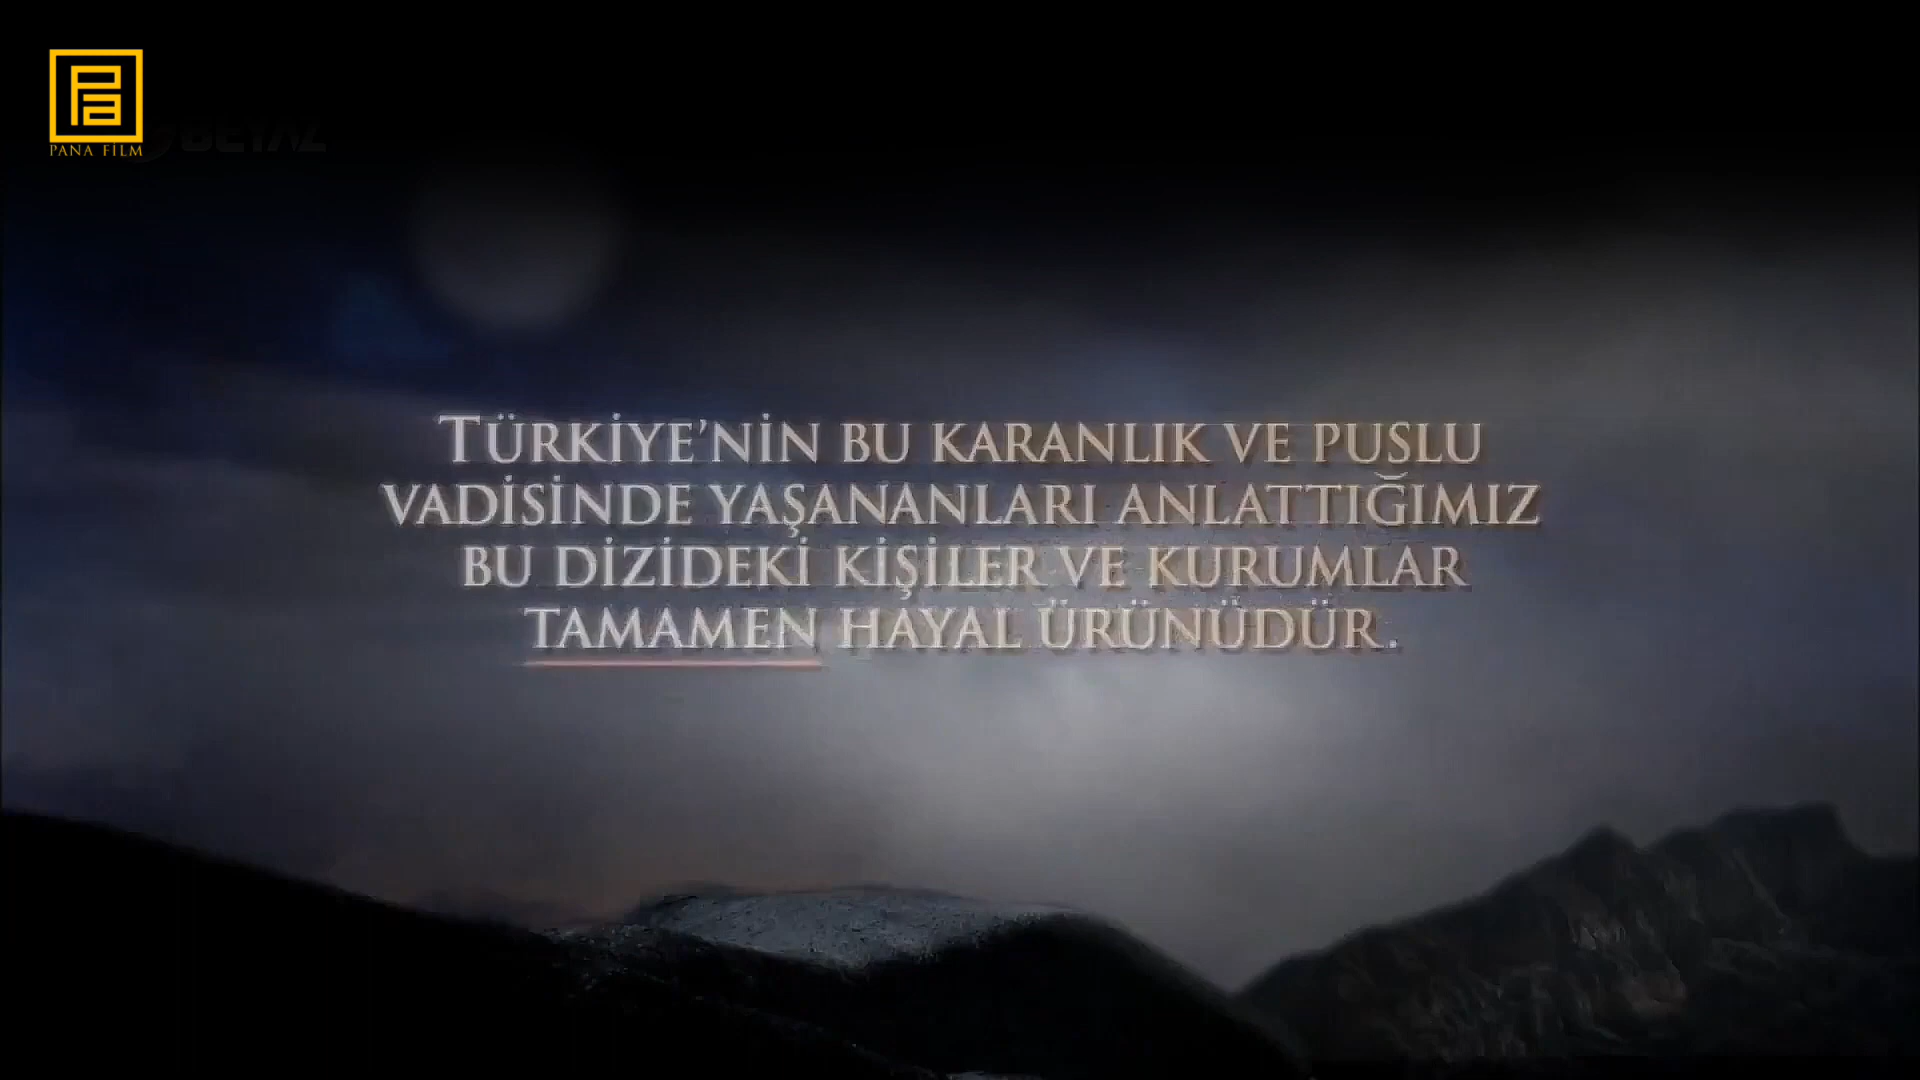 PANA FILM
BEYAZ
TÜRKİYE'NİN BU KARANLIK VE PUSLU
VADİSİNDE YAŞANANLARI ANLATTIĞIMIZ
BU DİZİDEKİ KİŞİLER VE KURUMLAR
TAMAMEN HAYAL ÜRÜNÜDÜR.